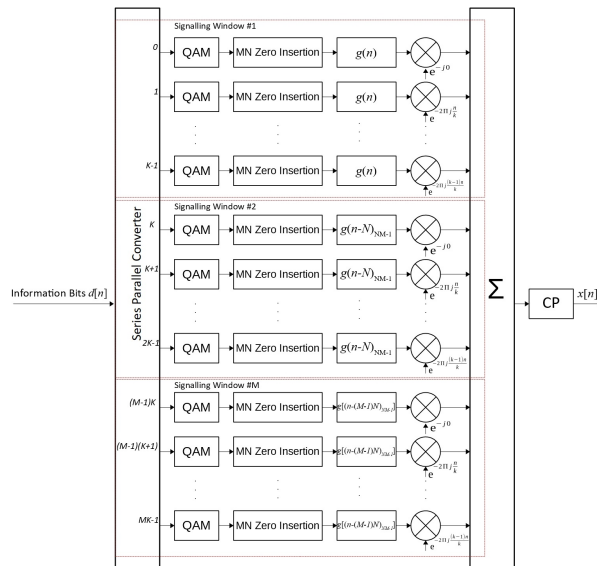 Signalling Window #1
0 QAM MN Zero Insertion g(n)
e^{-j0}
1 QAM MN Zero Insertion g(n)
e^{-2Πj n/k}
K-1 QAM MN Zero Insertion g(n)
e^{-2Πj (k-1)n/k}
Signalling Window #2
K QAM MN Zero Insertion g(n-N)_{NM-1}
e^{-j0}
K+1 QAM MN Zero Insertion g(n-N)_{NM-1}
e^{-2Πj n/k}
2K-1 QAM MN Zero Insertion g(n-N)_{NM-1}
e^{-2Πj (k-1)n/k}
Signalling Window #M
(M-1)K QAM MN Zero Insertion g[(n-(M-1)N)_{NM-1}]
e^{-j0}
(M-1)(K+1) QAM MN Zero Insertion g[(n-(M-1)N)_{NM-1}]
e^{-2Πj n/k}
MK-1 QAM MN Zero Insertion g[(n-(M-1)N)_{NM-1}]
e^{-2Πj (k-1)n/k}
Information Bits d[n]
Series Parallel Converter
Σ
CP
x[n]